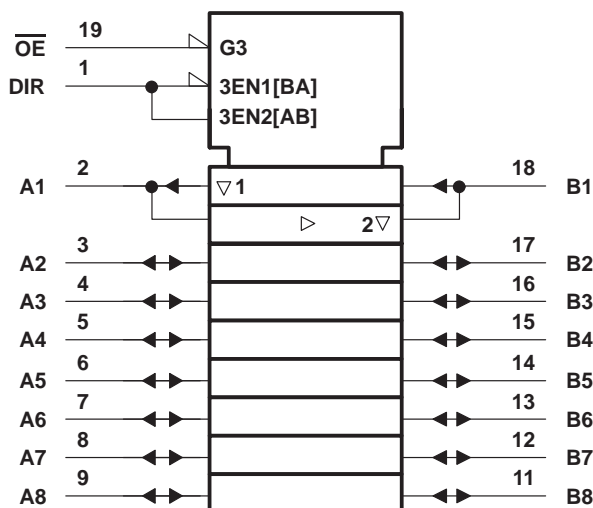 19
OE
G3
1
DIR
3EN1[BA]
3EN2[AB]
2
18
A1
▽1
B1
▷ 2▽
3
17
A2
B2
4
16
A3
B3
5
15
A4
B4
6
14
A5
B5
7
13
A6
B6
8
12
A7
B7
9
11
A8
B8